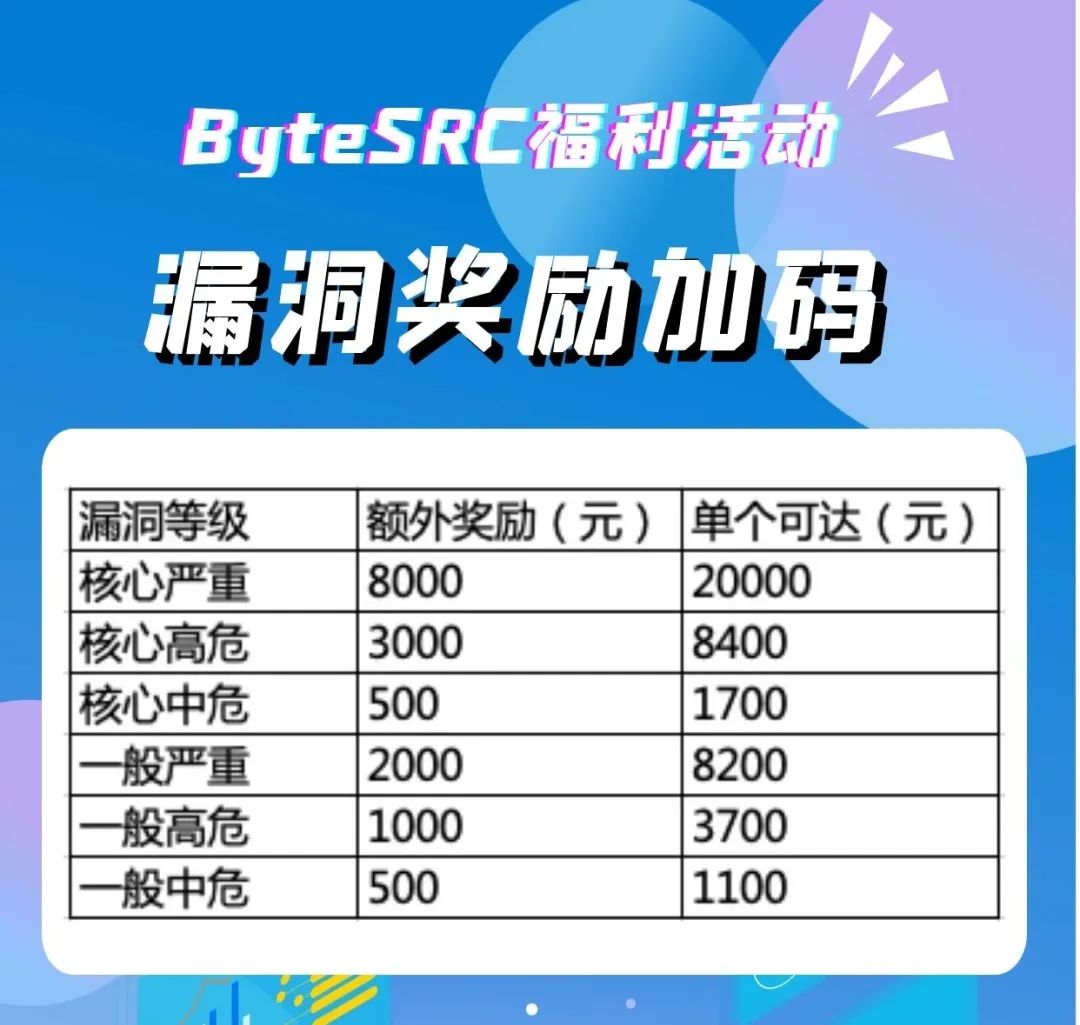 ByteSRC福利活动
漏洞奖励加码
漏洞等级 额外奖励（元） 单个可达（元）
核心严重 8000 20000
核心高危 3000 8400
核心中危 500 1700
一般严重 2000 8200
一般高危 1000 3700
一般中危 500 1100